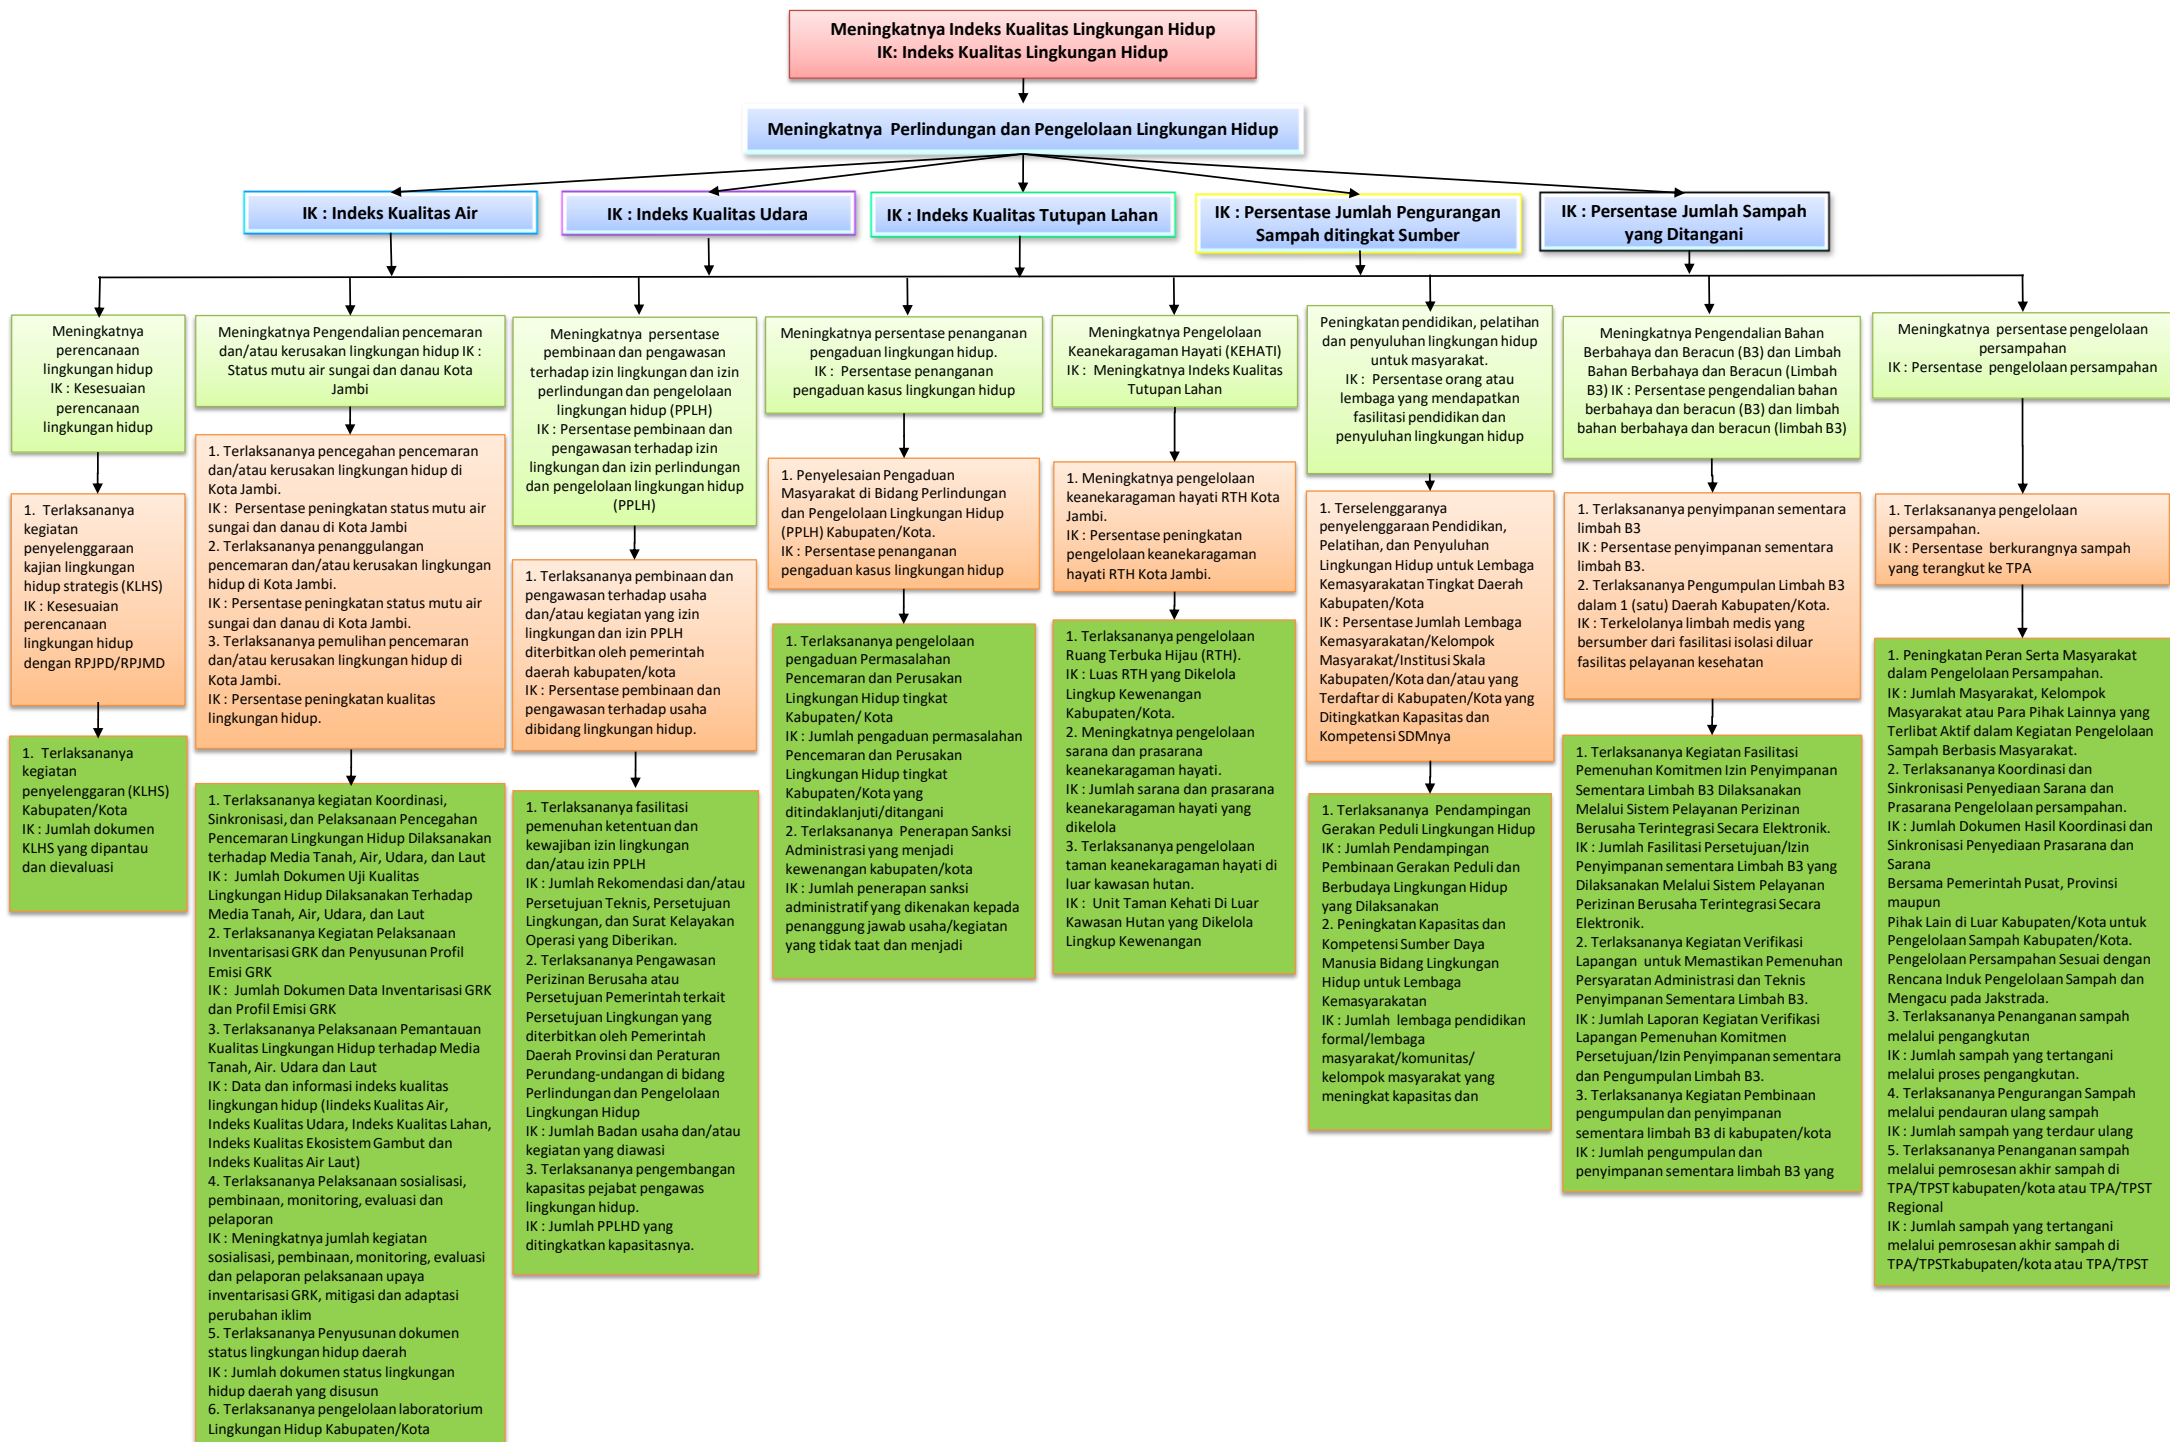 Meningkatnya Indeks Kualitas Lingkungan Hidup
IK: Indeks Kualitas Lingkungan Hidup
Meningkatnya Perlindungan dan Pengelolaan Lingkungan Hidup
IK : Indeks Kualitas Air
IK : Indeks Kualitas Udara
IK : Indeks Kualitas Tutupan Lahan
IK : Persentase Jumlah Pengurangan
Sampah ditingkat Sumber
IK : Persentase Jumlah Sampah
yang Ditangani
Meningkatnya
perencanaan
lingkungan hidup
IK : Kesesuaian
perencanaan
lingkungan hidup
Meningkatnya Pengendalian pencemaran
dan/atau kerusakan lingkungan hidup IK :
Status mutu air sungai dan danau Kota
Jambi
Meningkatnya persentase
pembinaan dan pengawasan
terhadap izin lingkungan dan izin
perlindungan dan pengelolaan
lingkungan hidup (PPLH)
IK : Persentase pembinaan dan
pengawasan terhadap izin
lingkungan dan izin perlindungan
dan pengelolaan lingkungan hidup
(PPLH)
Meningkatnya persentase penanganan
pengaduan lingkungan hidup.
IK : Persentase penanganan
pengaduan kasus lingkungan hidup
Meningkatnya Pengelolaan
Keanekaragaman Hayati (KEHATI)
IK : Meningkatnya Indeks Kualitas
Tutupan Lahan
Peningkatan pendidikan, pelatihan
dan penyuluhan lingkungan hidup
untuk masyarakat.
IK : Persentase orang atau
lembaga yang mendapatkan
fasilitasi pendidikan dan
penyuluhan lingkungan hidup
Meningkatnya Pengendalian Bahan
Berbahaya dan Beracun (B3) dan Limbah
Bahan Berbahaya dan Beracun (Limbah
B3) IK : Persentase pengendalian bahan
berbahaya dan beracun (B3) dan limbah
bahan berbahaya dan beracun (limbah B3)
Meningkatnya persentase pengelolaan
persampahan
IK : Persentase pengelolaan persampahan
1. Terlaksananya
kegiatan
penyelenggaraan
kajian lingkungan
hidup strategis (KLHS)
IK : Kesesuaian
perencanaan
lingkungan hidup
dengan RPJPD/RPJMD
1. Terlaksananya pencegahan pencemaran
dan/atau kerusakan lingkungan hidup di
Kota Jambi.
IK : Persentase peningkatan status mutu air
sungai dan danau di Kota Jambi
2. Terlaksananya penanggulangan
pencemaran dan/atau kerusakan lingkungan
hidup di Kota Jambi.
IK : Persentase peningkatan status mutu air
sungai dan danau di Kota Jambi.
3. Terlaksananya pemulihan pencemaran
dan/atau kerusakan lingkungan hidup di
Kota Jambi.
IK : Persentase peningkatan kualitas
lingkungan hidup.
1. Terlaksananya pembinaan dan
pengawasan terhadap usaha
dan/atau kegiatan yang izin
lingkungan dan izin PPLH
diterbitkan oleh pemerintah
daerah kabupaten/kota
IK : Persentase pembinaan dan
pengawasan terhadap usaha
dibidang lingkungan hidup.
1. Penyelesaian Pengaduan
Masyarakat di Bidang Perlindungan
dan Pengelolaan Lingkungan Hidup
(PPLH) Kabupaten/Kota.
IK : Persentase penanganan
pengaduan kasus lingkungan hidup
1. Meningkatnya pengelolaan
keanekaragaman hayati RTH Kota
Jambi.
IK : Persentase peningkatan
pengelolaan keanekaragaman
hayati RTH Kota Jambi.
1. Terselenggaranya
penyelenggaraan Pendidikan,
Pelatihan, dan Penyuluhan
Lingkungan Hidup untuk Lembaga
Kemasyarakatan Tingkat Daerah
Kabupaten/Kota
IK : Persentase Jumlah Lembaga
Kemasyarakatan/Kelompok
Masyarakat/Institusi Skala
Kabupaten/Kota dan/atau yang
Terdaftar di Kabupaten/Kota yang
Ditingkatkan Kapasitas dan
Kompetensi SDMnya
1. Terlaksananya penyimpanan sementara
limbah B3
IK : Persentase penyimpanan sementara
limbah B3.
2. Terlaksananya Pengumpulan Limbah B3
dalam 1 (satu) Daerah Kabupaten/Kota.
IK : Terkelolanya limbah medis yang
bersumber dari fasilitasi isolasi diluar
fasilitas pelayanan kesehatan
1. Terlaksananya pengelolaan
persampahan.
IK : Persentase berkurangnya sampah
yang terangkut ke TPA
1. Terlaksananya
kegiatan
penyelenggaran (KLHS)
Kabupaten/Kota
IK : Jumlah dokumen
KLHS yang dipantau
dan dievaluasi
1. Terlaksananya kegiatan Koordinasi,
Sinkronisasi, dan Pelaksanaan Pencegahan
Pencemaran Lingkungan Hidup Dilaksanakan
terhadap Media Tanah, Air, Udara, dan Laut
IK : Jumlah Dokumen Uji Kualitas
Lingkungan Hidup Dilaksanakan Terhadap
Media Tanah, Air, Udara, dan Laut
2. Terlaksananya Kegiatan Pelaksanaan
Inventarisasi GRK dan Penyusunan Profil
Emisi GRK
IK : Jumlah Dokumen Data Inventarisasi GRK
dan Profil Emisi GRK
3. Terlaksananya Pelaksanaan Pemantauan
Kualitas Lingkungan Hidup terhadap Media
Tanah, Air. Udara dan Laut
IK : Data dan informasi indeks kualitas
lingkungan hidup (Iindeks Kualitas Air,
Indeks Kualitas Udara, Indeks Kualitas Lahan,
Indeks Kualitas Ekosistem Gambut dan
Indeks Kualitas Air Laut)
4. Terlaksananya Pelaksanaan sosialisasi,
pembinaan, monitoring, evaluasi dan
pelaporan
IK : Meningkatnya jumlah kegiatan
sosialisasi, pembinaan, monitoring, evaluasi
dan pelaporan pelaksanaan upaya
inventarisasi GRK, mitigasi dan adaptasi
perubahan iklim
5. Terlaksananya Penyusunan dokumen
status lingkungan hidup daerah
IK : Jumlah dokumen status lingkungan
hidup daerah yang disusun
6. Terlaksananya pengelolaan laboratorium
Lingkungan Hidup Kabupaten/Kota
1. Terlaksananya fasilitasi
pemenuhan ketentuan dan
kewajiban izin lingkungan
dan/atau izin PPLH
IK : Jumlah Rekomendasi dan/atau
Persetujuan Teknis, Persetujuan
Lingkungan, dan Surat Kelayakan
Operasi yang Diberikan.
2. Terlaksananya Pengawasan
Perizinan Berusaha atau
Persetujuan Pemerintah terkait
Persetujuan Lingkungan yang
diterbitkan oleh Pemerintah
Daerah Provinsi dan Peraturan
Perundang-undangan di bidang
Perlindungan dan Pengelolaan
Lingkungan Hidup
IK : Jumlah Badan usaha dan/atau
kegiatan yang diawasi
3. Terlaksananya pengembangan
kapasitas pejabat pengawas
lingkungan hidup.
IK : Jumlah PPLHD yang
ditingkatkan kapasitasnya.
1. Terlaksananya pengelolaan
pengaduan Permasalahan
Pencemaran dan Perusakan
Lingkungan Hidup tingkat
Kabupaten/ Kota
IK : Jumlah pengaduan permasalahan
Pencemaran dan Perusakan
Lingkungan Hidup tingkat
Kabupaten/Kota yang
ditindaklanjuti/ditangani
2. Terlaksananya Penerapan Sanksi
Administrasi yang menjadi
kewenangan kabupaten/kota
IK : Jumlah penerapan sanksi
administratif yang dikenakan kepada
penanggung jawab usaha/kegiatan
yang tidak taat dan menjadi
1. Terlaksananya pengelolaan
Ruang Terbuka Hijau (RTH).
IK : Luas RTH yang Dikelola
Lingkup Kewenangan
Kabupaten/Kota.
2. Meningkatnya pengelolaan
sarana dan prasarana
keanekaragaman hayati.
IK : Jumlah sarana dan prasarana
keanekaragaman hayati yang
dikelola
3. Terlaksananya pengelolaan
taman keanekaragaman hayati di
luar kawasan hutan.
IK : Unit Taman Kehati Di Luar
Kawasan Hutan yang Dikelola
Lingkup Kewenangan
1. Terlaksananya Pendampingan
Gerakan Peduli Lingkungan Hidup
IK : Jumlah Pendampingan
Pembinaan Gerakan Peduli dan
Berbudaya Lingkungan Hidup
yang Dilaksanakan
2. Peningkatan Kapasitas dan
Kompetensi Sumber Daya
Manusia Bidang Lingkungan
Hidup untuk Lembaga
Kemasyarakatan
IK : Jumlah lembaga pendidikan
formal/lembaga
masyarakat/komunitas/
kelompok masyarakat yang
meningkat kapasitas dan
1. Terlaksananya Kegiatan Fasilitasi
Pemenuhan Komitmen Izin Penyimpanan
Sementara Limbah B3 Dilaksanakan
Melalui Sistem Pelayanan Perizinan
Berusaha Terintegrasi Secara Elektronik.
IK : Jumlah Fasilitasi Persetujuan/Izin
Penyimpanan sementara Limbah B3 yang
Dilaksanakan Melalui Sistem Pelayanan
Perizinan Berusaha Terintegrasi Secara
Elektronik.
2. Terlaksananya Kegiatan Verifikasi
Lapangan untuk Memastikan Pemenuhan
Persyaratan Administrasi dan Teknis
Penyimpanan Sementara Limbah B3.
IK : Jumlah Laporan Kegiatan Verifikasi
Lapangan Pemenuhan Komitmen
Persetujuan/Izin Penyimpanan sementara
dan Pengumpulan Limbah B3.
3. Terlaksananya Kegiatan Pembinaan
pengumpulan dan penyimpanan
sementara limbah B3 di kabupaten/kota
IK : Jumlah pengumpulan dan
penyimpanan sementara limbah B3 yang
1. Peningkatan Peran Serta Masyarakat
dalam Pengelolaan Persampahan.
IK : Jumlah Masyarakat, Kelompok
Masyarakat atau Para Pihak Lainnya yang
Terlibat Aktif dalam Kegiatan Pengelolaan
Sampah Berbasis Masyarakat.
2. Terlaksananya Koordinasi dan
Sinkronisasi Penyediaan Sarana dan
Prasarana Pengelolaan persampahan.
IK : Jumlah Dokumen Hasil Koordinasi dan
Sinkronisasi Penyediaan Prasarana dan
Sarana
Bersama Pemerintah Pusat, Provinsi
maupun
Pihak Lain di Luar Kabupaten/Kota untuk
Pengelolaan Sampah Kabupaten/Kota.
Pengelolaan Persampahan Sesuai dengan
Rencana Induk Pengelolaan Sampah dan
Mengacu pada Jakstrada.
3. Terlaksananya Penanganan sampah
melalui pengangkutan
IK : Jumlah sampah yang tertangani
melalui proses pengangkutan.
4. Terlaksananya Pengurangan Sampah
melalui pendauran ulang sampah
IK : Jumlah sampah yang terdaur ulang
5. Terlaksananya Penanganan sampah
melalui pemrosesan akhir sampah di
TPA/TPST kabupaten/kota atau TPA/TPST
Regional
IK : Jumlah sampah yang tertangani
melalui pemrosesan akhir sampah di
TPA/TPSTkabupaten/kota atau TPA/TPST